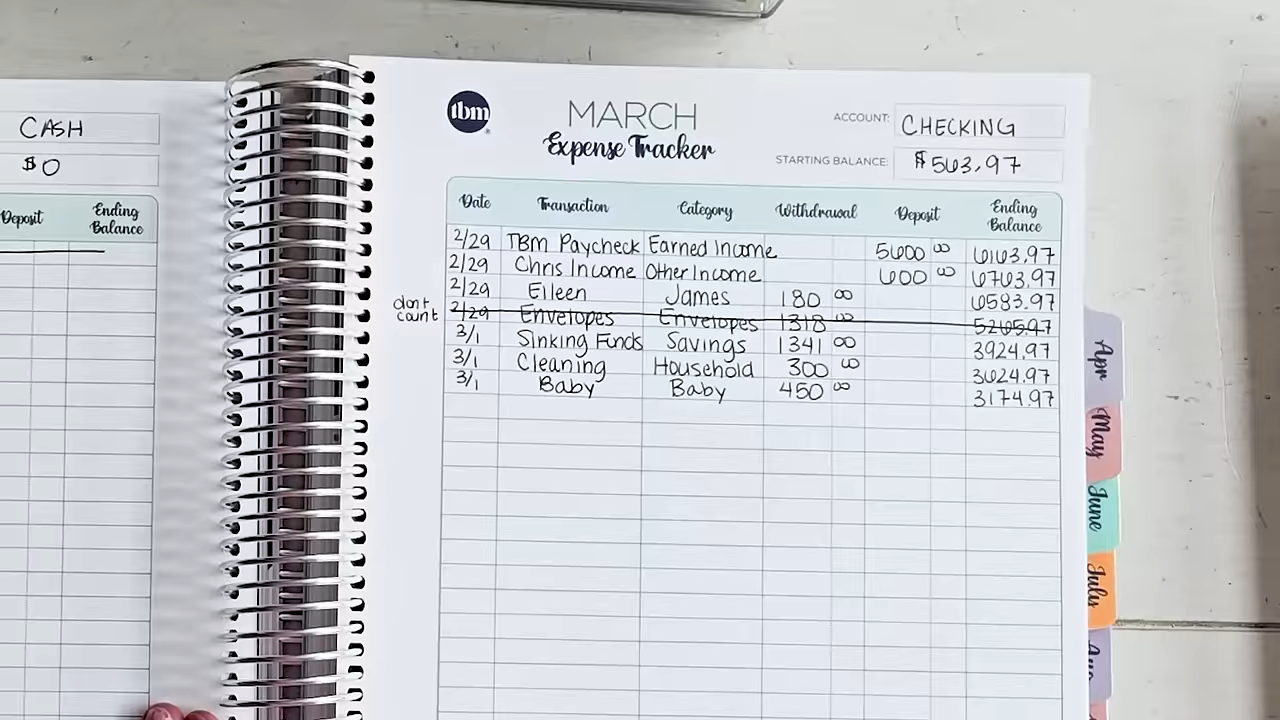 CASH
$0
Deposit Ending Balance
tbm
MARCH
Expense Tracker
ACCOUNT: CHECKING
STARTING BALANCE: $563.97
Date Transaction Category Withdrawal Deposit Ending Balance
2/29 TBM Paycheck Earned Income 5600 00 6163.97
2/29 Chris Income Other Income 600 00 6763.97
2/29 Eileen James 180 00 6583.97
don't count 2/29 Envelopes Envelopes 1318 00 5265.97
3/1 Sinking Funds Savings 1341 00 3924.97
3/1 Cleaning Household 300 00 3624.97
3/1 Baby Baby 450 00 3174.97
Apr
May
June
July